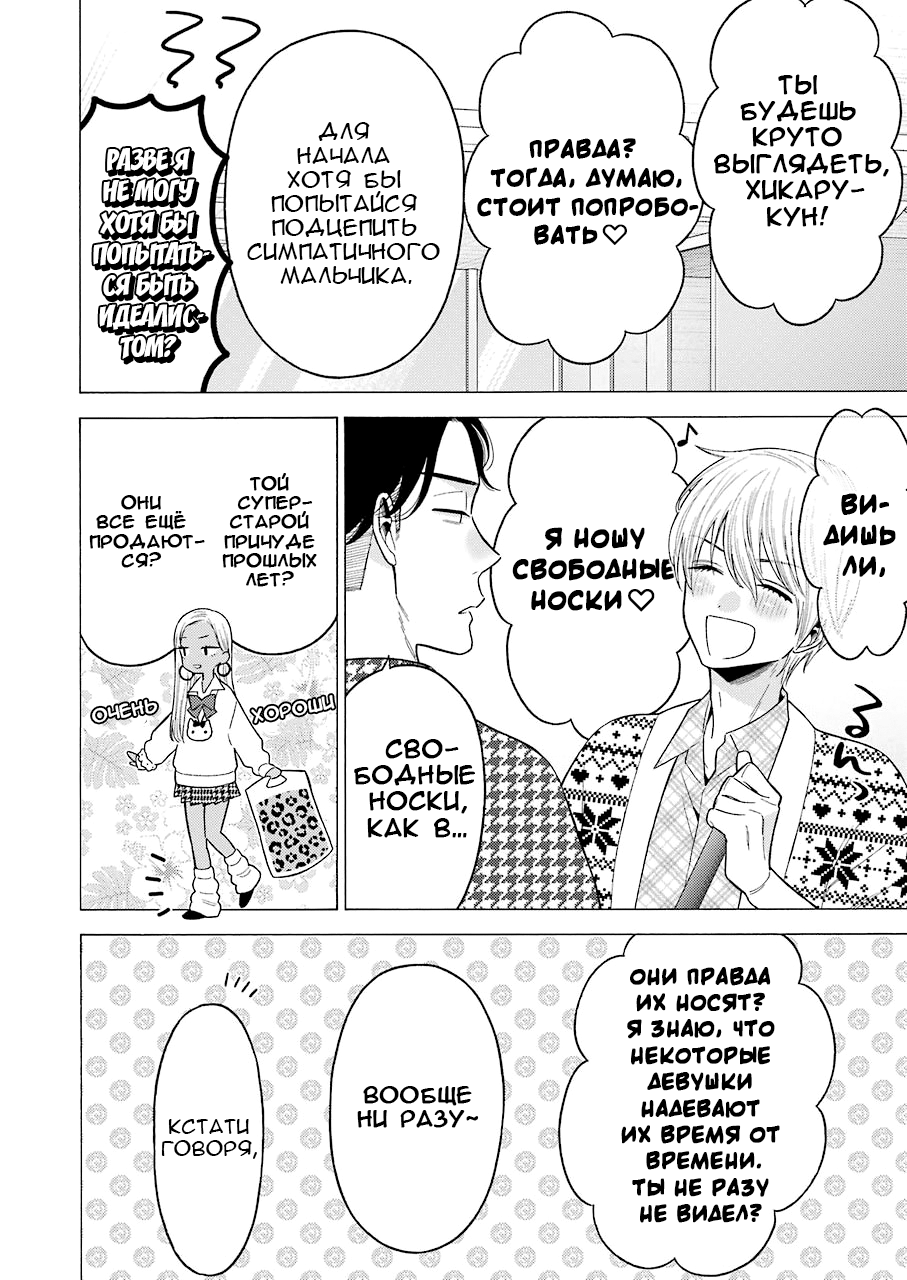 ТЫ
БУДЕШЬ
КРУТО
ВЫГЛЯДЕТЬ,
ХИКАРУ-
КУН!
ПРАВДА?
ТОГДА, ДУМАЮ,
СТОИТ ПОПРОБО-
ВАТЬ♡
ДЛЯ
НАЧАЛА
ХОТЯ БЫ
ПОПЫТАЙСЯ
ПОДЦЕПИТЬ
СИМПАТИЧНОГО
МАЛЬЧИКА.
РАЗВЕ Я
НЕ МОГУ
ХОТЯ БЫ
ПОПЫТАТЬ-
СЯ БЫТЬ
ИДЕАЛИС-
ТОМ?
ВИ-
ДИШЬ
ЛИ,
Я НОШУ
СВОБОДНЫЕ
НОСКИ♡
СВО-
БОДНЫЕ
НОСКИ,
КАК В...
ТОЙ
СУПЕР-
СТАРОЙ
ПРИЧУДЕ
ПРОШЛЫХ
ЛЕТ?
ОНИ
ВСЕ ЕЩЁ
ПРОДАЮТ-
СЯ?
ОЧЕНЬ
ХОРОШИ
ОНИ ПРАВДА
ИХ НОСЯТ?
Я ЗНАЮ, ЧТО
НЕКОТОРЫЕ
ДЕВУШКИ
НАДЕВАЮТ
ИХ ВРЕМЯ ОТ
ВРЕМЕНИ.
ТЫ НЕ РАЗУ
НЕ ВИДЕЛ?
ВООБЩЕ
НИ РАЗУ~
КСТАТИ
ГОВОРЯ,